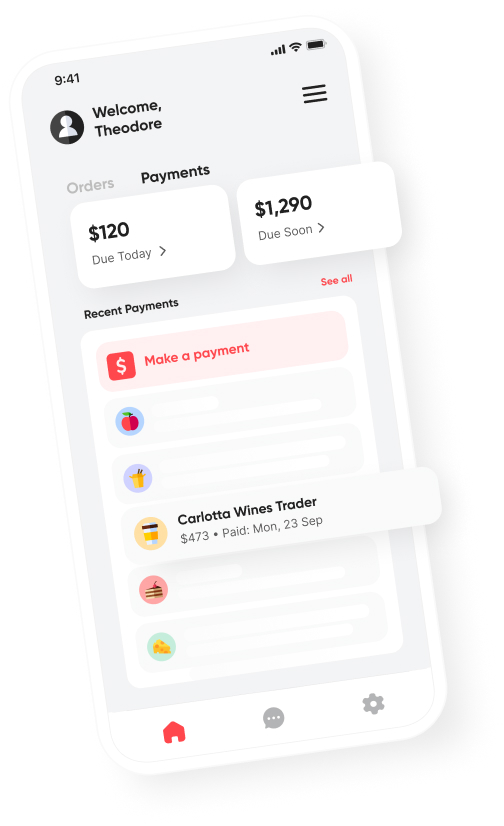 9:41
Welcome,
Theodore
Orders
Payments
$120
Due Today
$1,290
Due Soon
Recent Payments
See all
$
Make a payment
Carlotta Wines Trader
$473 • Paid: Mon, 23 Sep